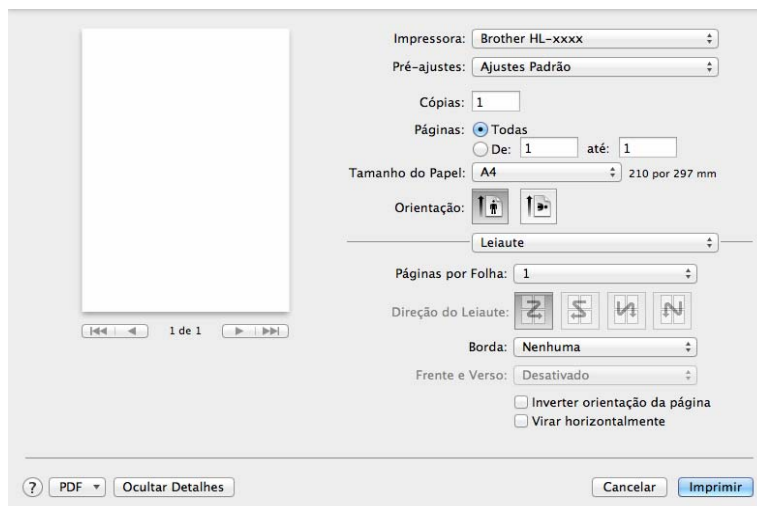 Impressora: Brother HL-xxxx
Pré-ajustes: Ajustes Padrão
Cópias: 1
Páginas: Todas
De: 1 até: 1
Tamanho do Papel: A4 210 por 297 mm
Orientação:
Leiaute
Páginas por Folha: 1
Direção do Leiaute:
1 de 1
Borda: Nenhuma
Frente e Verso: Desativado
Inverter orientação da página
Virar horizontalmente
? PDF Ocultar Detalhes Cancelar Imprimir